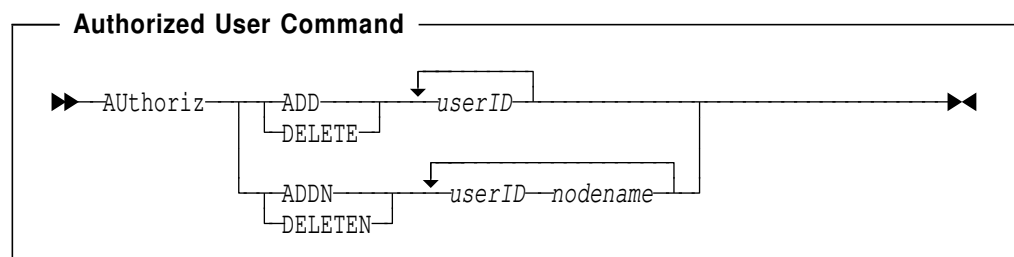 Authorized User Command
AUthoriz ADD userID
DELETE
ADDN userID nodename
DELETEN